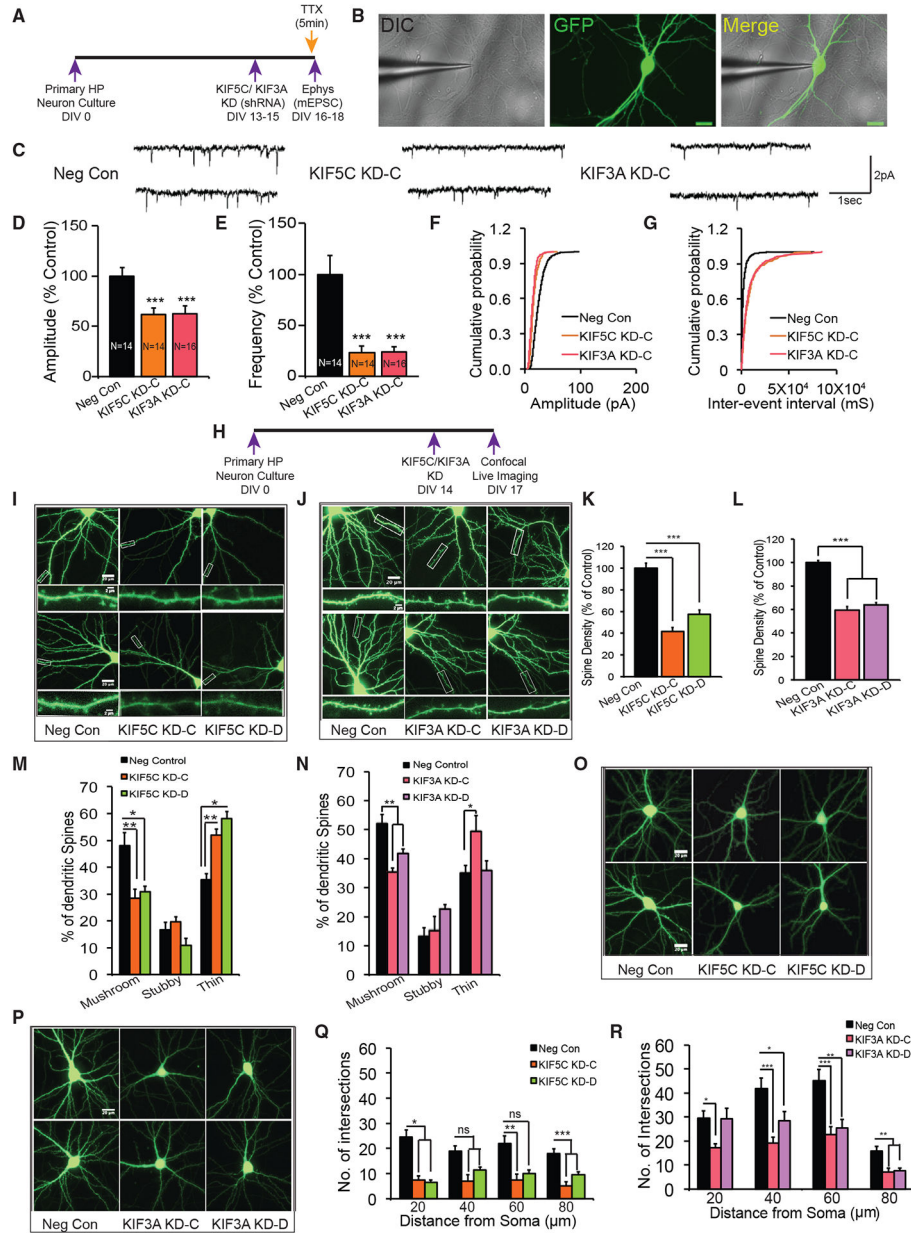 A
TTX
(5min)
Primary HP
Neuron Culture
DIV 0
KIF5C/ KIF3A
KD (shRNA)
DIV 13-15
Ephys
(mEPSC)
DIV 16-18
B
DIC
GFP
Merge
C
Neg Con
KIF5C KD-C
KIF3A KD-C
2pA
1sec
D
Amplitude (% Control)
150
100
50
0
***
***
N=14
N=14
N=16
Neg Con
KIF5C KD-C
KIF3A KD-C
E
Frequency (% Control)
150
100
50
0
***
***
N=14
N=14
N=16
Neg Con
KIF5C KD-C
KIF3A KD-C
F
Cumulative probability
1.2
0.9
0.6
0.3
0.0
Neg Con
KIF5C KD-C
KIF3A KD-C
0
100
200
Amplitude (pA)
G
Cumulative probability
1.2
0.9
0.6
0.3
0
Neg Con
KIF5C KD-C
KIF3A KD-C
0
5X10⁴
10X10⁴
Inter-event interval (mS)
H
Primary HP
Neuron Culture
DIV 0
KIF5C/KIF3A
KD
DIV 14
Confocal
Live Imaging
DIV 17
I
20 µm
Neg Con
KIF5C KD-C
KIF5C KD-D
J
20 µm
Neg Con
KIF3A KD-C
KIF3A KD-D
K
Spine Density (% of Control)
120
100
80
60
40
20
0
***
***
Neg Con
KIF5C KD-C
KIF5C KD-D
L
Spine Density (% of Control)
120
100
80
60
40
20
0
***
Neg Con
KIF3A KD-C
KIF3A KD-D
M
% of dendritic Spines
70
60
50
40
30
20
10
0
Neg Control
KIF5C KD-C
KIF5C KD-D
*
**
*
**
Mushroom
Stubby
Thin
N
% of dendritic Spines
70
60
50
40
30
20
10
0
Neg Control
KIF3A KD-C
KIF3A KD-D
**
*
Mushroom
Stubby
Thin
O
20 µm
20 µm
Neg Con
KIF5C KD-C
KIF5C KD-D
P
20 µm
Neg Con
KIF3A KD-C
KIF3A KD-D
Q
No. of intersections
60
50
40
30
20
10
0
Neg Con
KIF5C KD-C
KIF5C KD-D
*
ns
ns
**
***
20
40
60
80
Distance from Soma (µm)
R
No. of Intersections
60
50
40
30
20
10
0
Neg Con
KIF3A KD-C
KIF3A KD-D
*
*
***
**
***
**
20
40
60
80
Distance from Soma (µm)